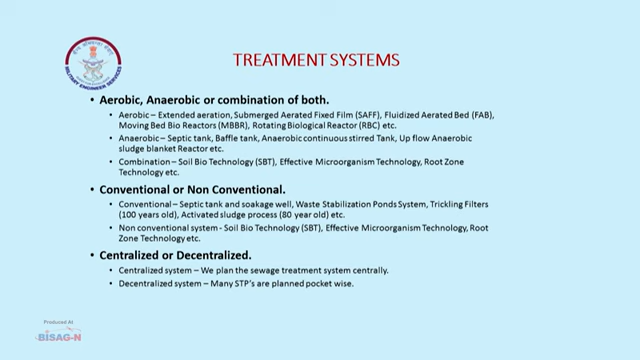 TREATMENT SYSTEMS
• Aerobic, Anaerobic or combination of both.
• Aerobic – Extended aeration, Submerged Aerated Fixed Film (SAFF), Fluidized Aerated Bed (FAB),
Moving Bed Bio Reactors (MBBR), Rotating Biological Reactor (RBC) etc.
• Anaerobic – Septic tank, Baffle tank, Anaerobic continuous stirred Tank, Up flow Anaerobic
sludge blanket Reactor etc.
• Combination – Soil Bio Technology (SBT), Effective Microorganism Technology, Root Zone
Technology etc.
• Conventional or Non Conventional.
• Conventional – Septic tank and soakage well, Waste Stabilization Ponds System, Trickling Filters
(100 years old), Activated sludge process (80 year old) etc.
• Non conventional system - Soil Bio Technology (SBT), Effective Microorganism Technology, Root
Zone Technology etc.
• Centralized or Decentralized.
• Centralized system – We plan the sewage treatment system centrally.
• Decentralized system – Many STP's are planned pocket wise.
MILITARY ENGINEER SERVICES
Produced At
BISAG-N